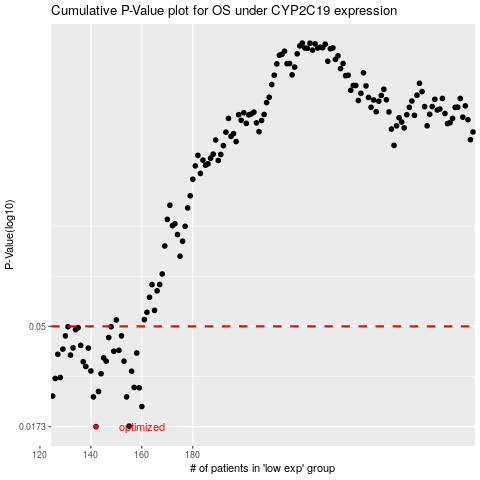 Cumulative P-Value plot for OS under CYP2C19 expression
P-Value(log10)
0.05
0.0173
optimized
120 140 160 180
# of patients in 'low exp' group